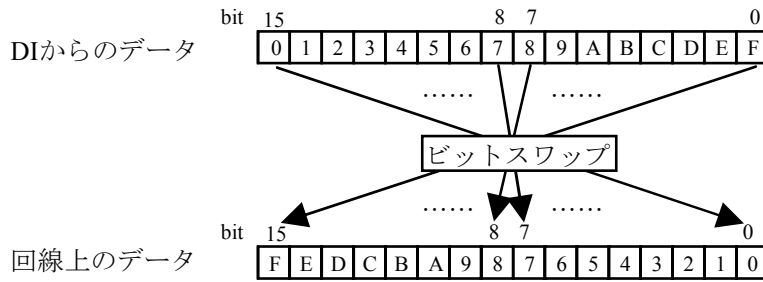 bit 15 8 7 0
DIからのデータ 0 1 2 3 4 5 6 7 8 9 A B C D E F
…… ……
ビットスワップ
…… ……
bit 15 8 7 0
回線上のデータ F E D C B A 9 8 7 6 5 4 3 2 1 0